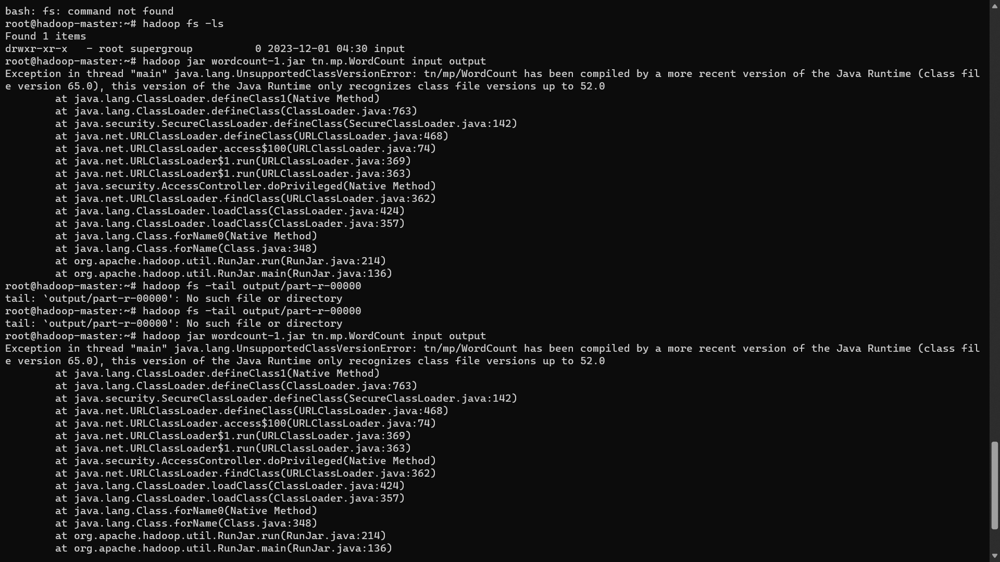 bash: fs: command not found
root@hadoop-master:~# hadoop fs -ls
Found 1 items
drwxr-xr-x   - root supergroup          0 2023-12-01 04:30 input
root@hadoop-master:~# hadoop jar wordcount-1.jar tn.mp.WordCount input output
Exception in thread "main" java.lang.UnsupportedClassVersionError: tn/mp/WordCount has been compiled by a more recent version of the Java Runtime (class fil
e version 65.0), this version of the Java Runtime only recognizes class file versions up to 52.0
        at java.lang.ClassLoader.defineClass1(Native Method)
        at java.lang.ClassLoader.defineClass(ClassLoader.java:763)
        at java.security.SecureClassLoader.defineClass(SecureClassLoader.java:142)
        at java.net.URLClassLoader.defineClass(URLClassLoader.java:468)
        at java.net.URLClassLoader.access$100(URLClassLoader.java:74)
        at java.net.URLClassLoader$1.run(URLClassLoader.java:369)
        at java.net.URLClassLoader$1.run(URLClassLoader.java:363)
        at java.security.AccessController.doPrivileged(Native Method)
        at java.net.URLClassLoader.findClass(URLClassLoader.java:362)
        at java.lang.ClassLoader.loadClass(ClassLoader.java:424)
        at java.lang.ClassLoader.loadClass(ClassLoader.java:357)
        at java.lang.Class.forName0(Native Method)
        at java.lang.Class.forName(Class.java:348)
        at org.apache.hadoop.util.RunJar.run(RunJar.java:214)
        at org.apache.hadoop.util.RunJar.main(RunJar.java:136)
root@hadoop-master:~# hadoop fs -tail output/part-r-00000
tail: `output/part-r-00000': No such file or directory
root@hadoop-master:~# hadoop fs -tail output/part-r-00000
tail: `output/part-r-00000': No such file or directory
root@hadoop-master:~# hadoop jar wordcount-1.jar tn.mp.WordCount input output
Exception in thread "main" java.lang.UnsupportedClassVersionError: tn/mp/WordCount has been compiled by a more recent version of the Java Runtime (class fil
e version 65.0), this version of the Java Runtime only recognizes class file versions up to 52.0
        at java.lang.ClassLoader.defineClass1(Native Method)
        at java.lang.ClassLoader.defineClass(ClassLoader.java:763)
        at java.security.SecureClassLoader.defineClass(SecureClassLoader.java:142)
        at java.net.URLClassLoader.defineClass(URLClassLoader.java:468)
        at java.net.URLClassLoader.access$100(URLClassLoader.java:74)
        at java.net.URLClassLoader$1.run(URLClassLoader.java:369)
        at java.net.URLClassLoader$1.run(URLClassLoader.java:363)
        at java.security.AccessController.doPrivileged(Native Method)
        at java.net.URLClassLoader.findClass(URLClassLoader.java:362)
        at java.lang.ClassLoader.loadClass(ClassLoader.java:424)
        at java.lang.ClassLoader.loadClass(ClassLoader.java:357)
        at java.lang.Class.forName0(Native Method)
        at java.lang.Class.forName(Class.java:348)
        at org.apache.hadoop.util.RunJar.run(RunJar.java:214)
        at org.apache.hadoop.util.RunJar.main(RunJar.java:136)